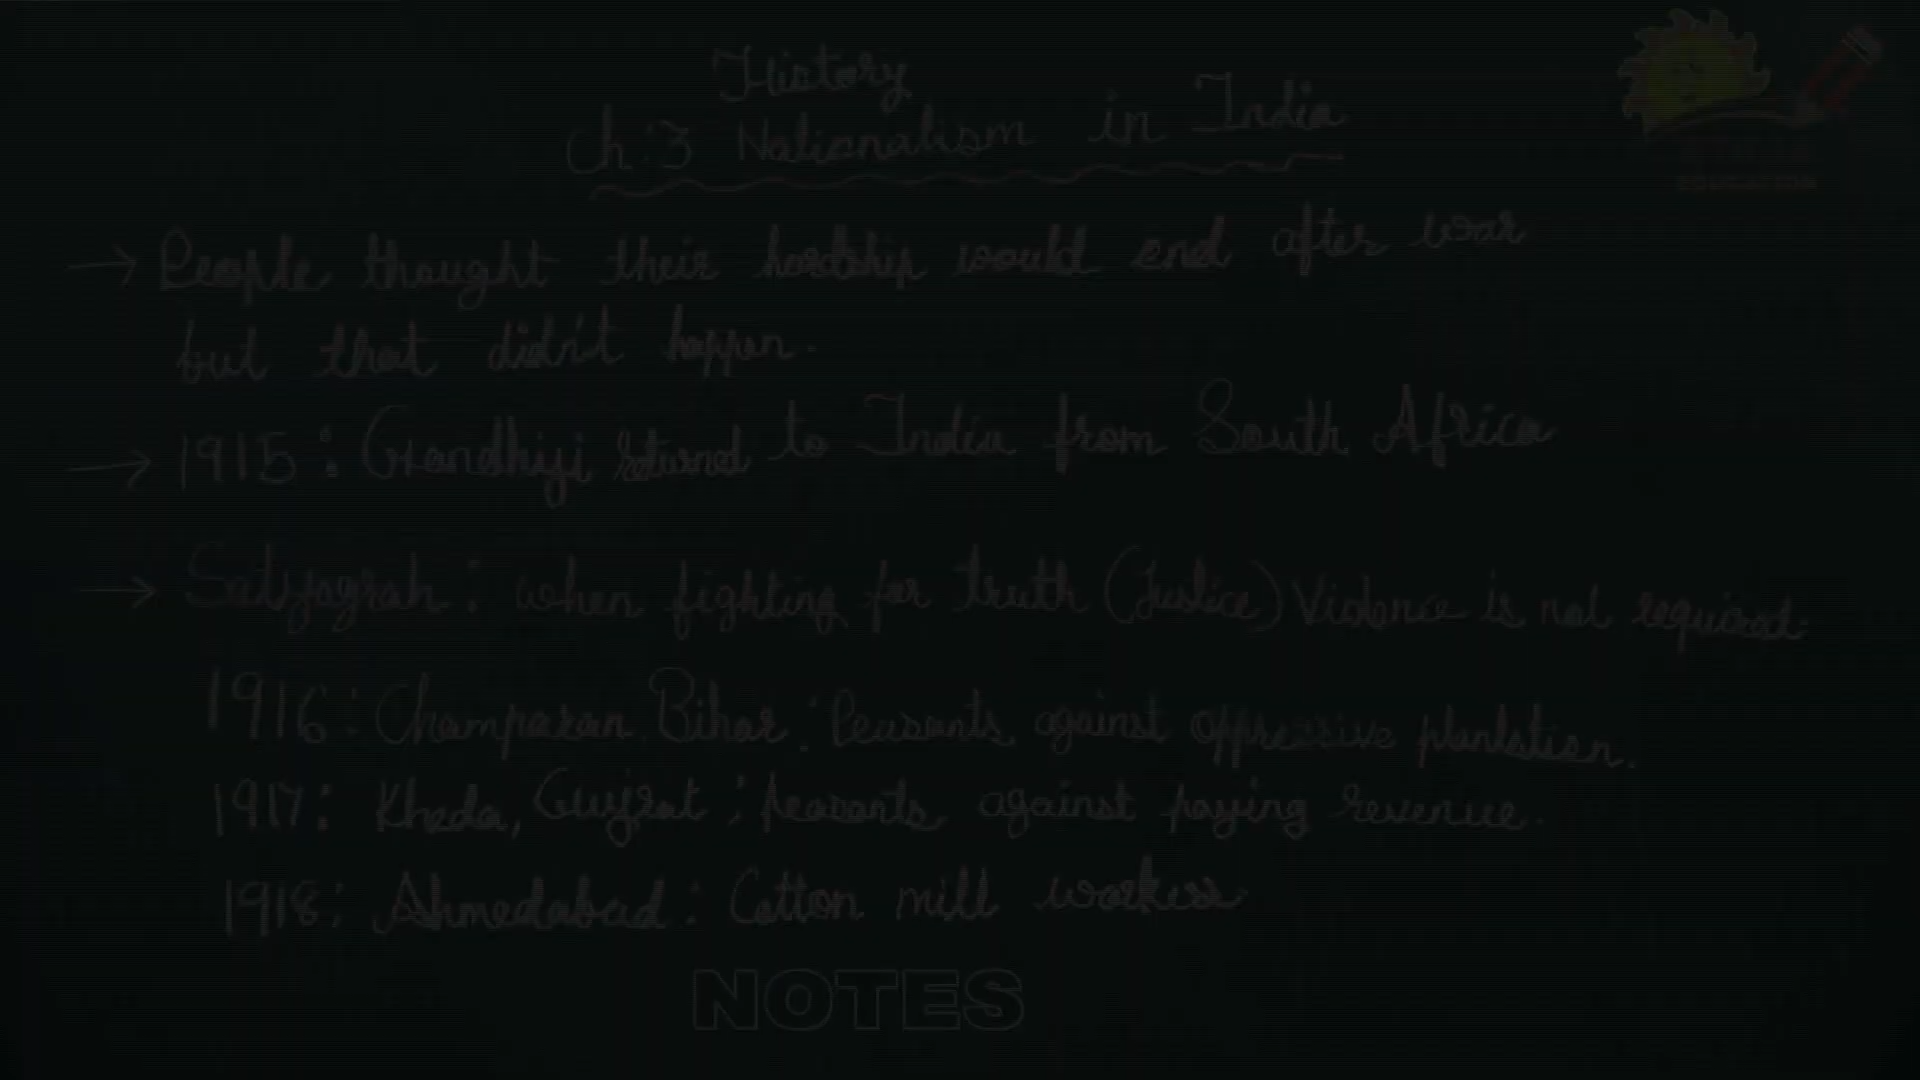 History
Ch:3 Nationalism in India
→ People thought their hardship would end after war
but that didn't happen.
→ 1915: Gandhiji returned to India from South Africa
→ Satyagrah: when fighting for truth (Justice) Violence is not required.
1916: Champaran, Bihar: Peasants against oppressive plantation.
1917: Kheda, Gujrat: peasants against paying revenue.
1918: Ahmedabad: Cotton mill workers
EDUCATION
NOTES